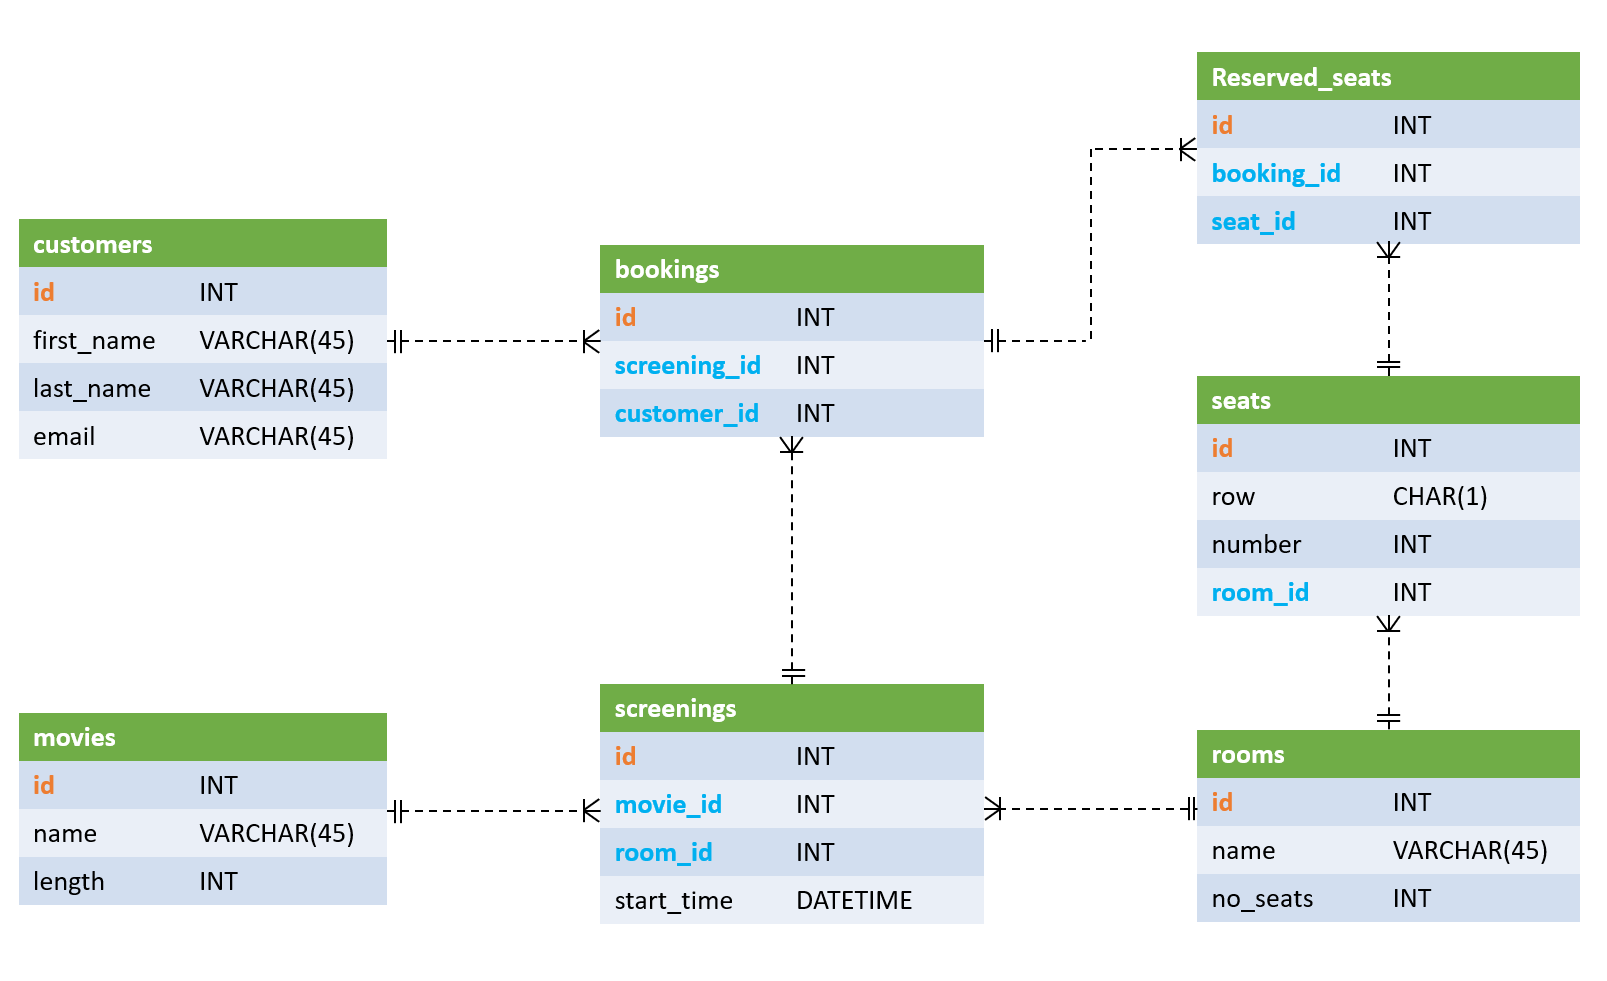 customers
id INT
first_name VARCHAR(45)
last_name VARCHAR(45)
email VARCHAR(45)
movies
id INT
name VARCHAR(45)
length INT
bookings
id INT
screening_id INT
customer_id INT
screenings
id INT
movie_id INT
room_id INT
start_time DATETIME
Reserved_seats
id INT
booking_id INT
seat_id INT
seats
id INT
row CHAR(1)
number INT
room_id INT
rooms
id INT
name VARCHAR(45)
no_seats INT